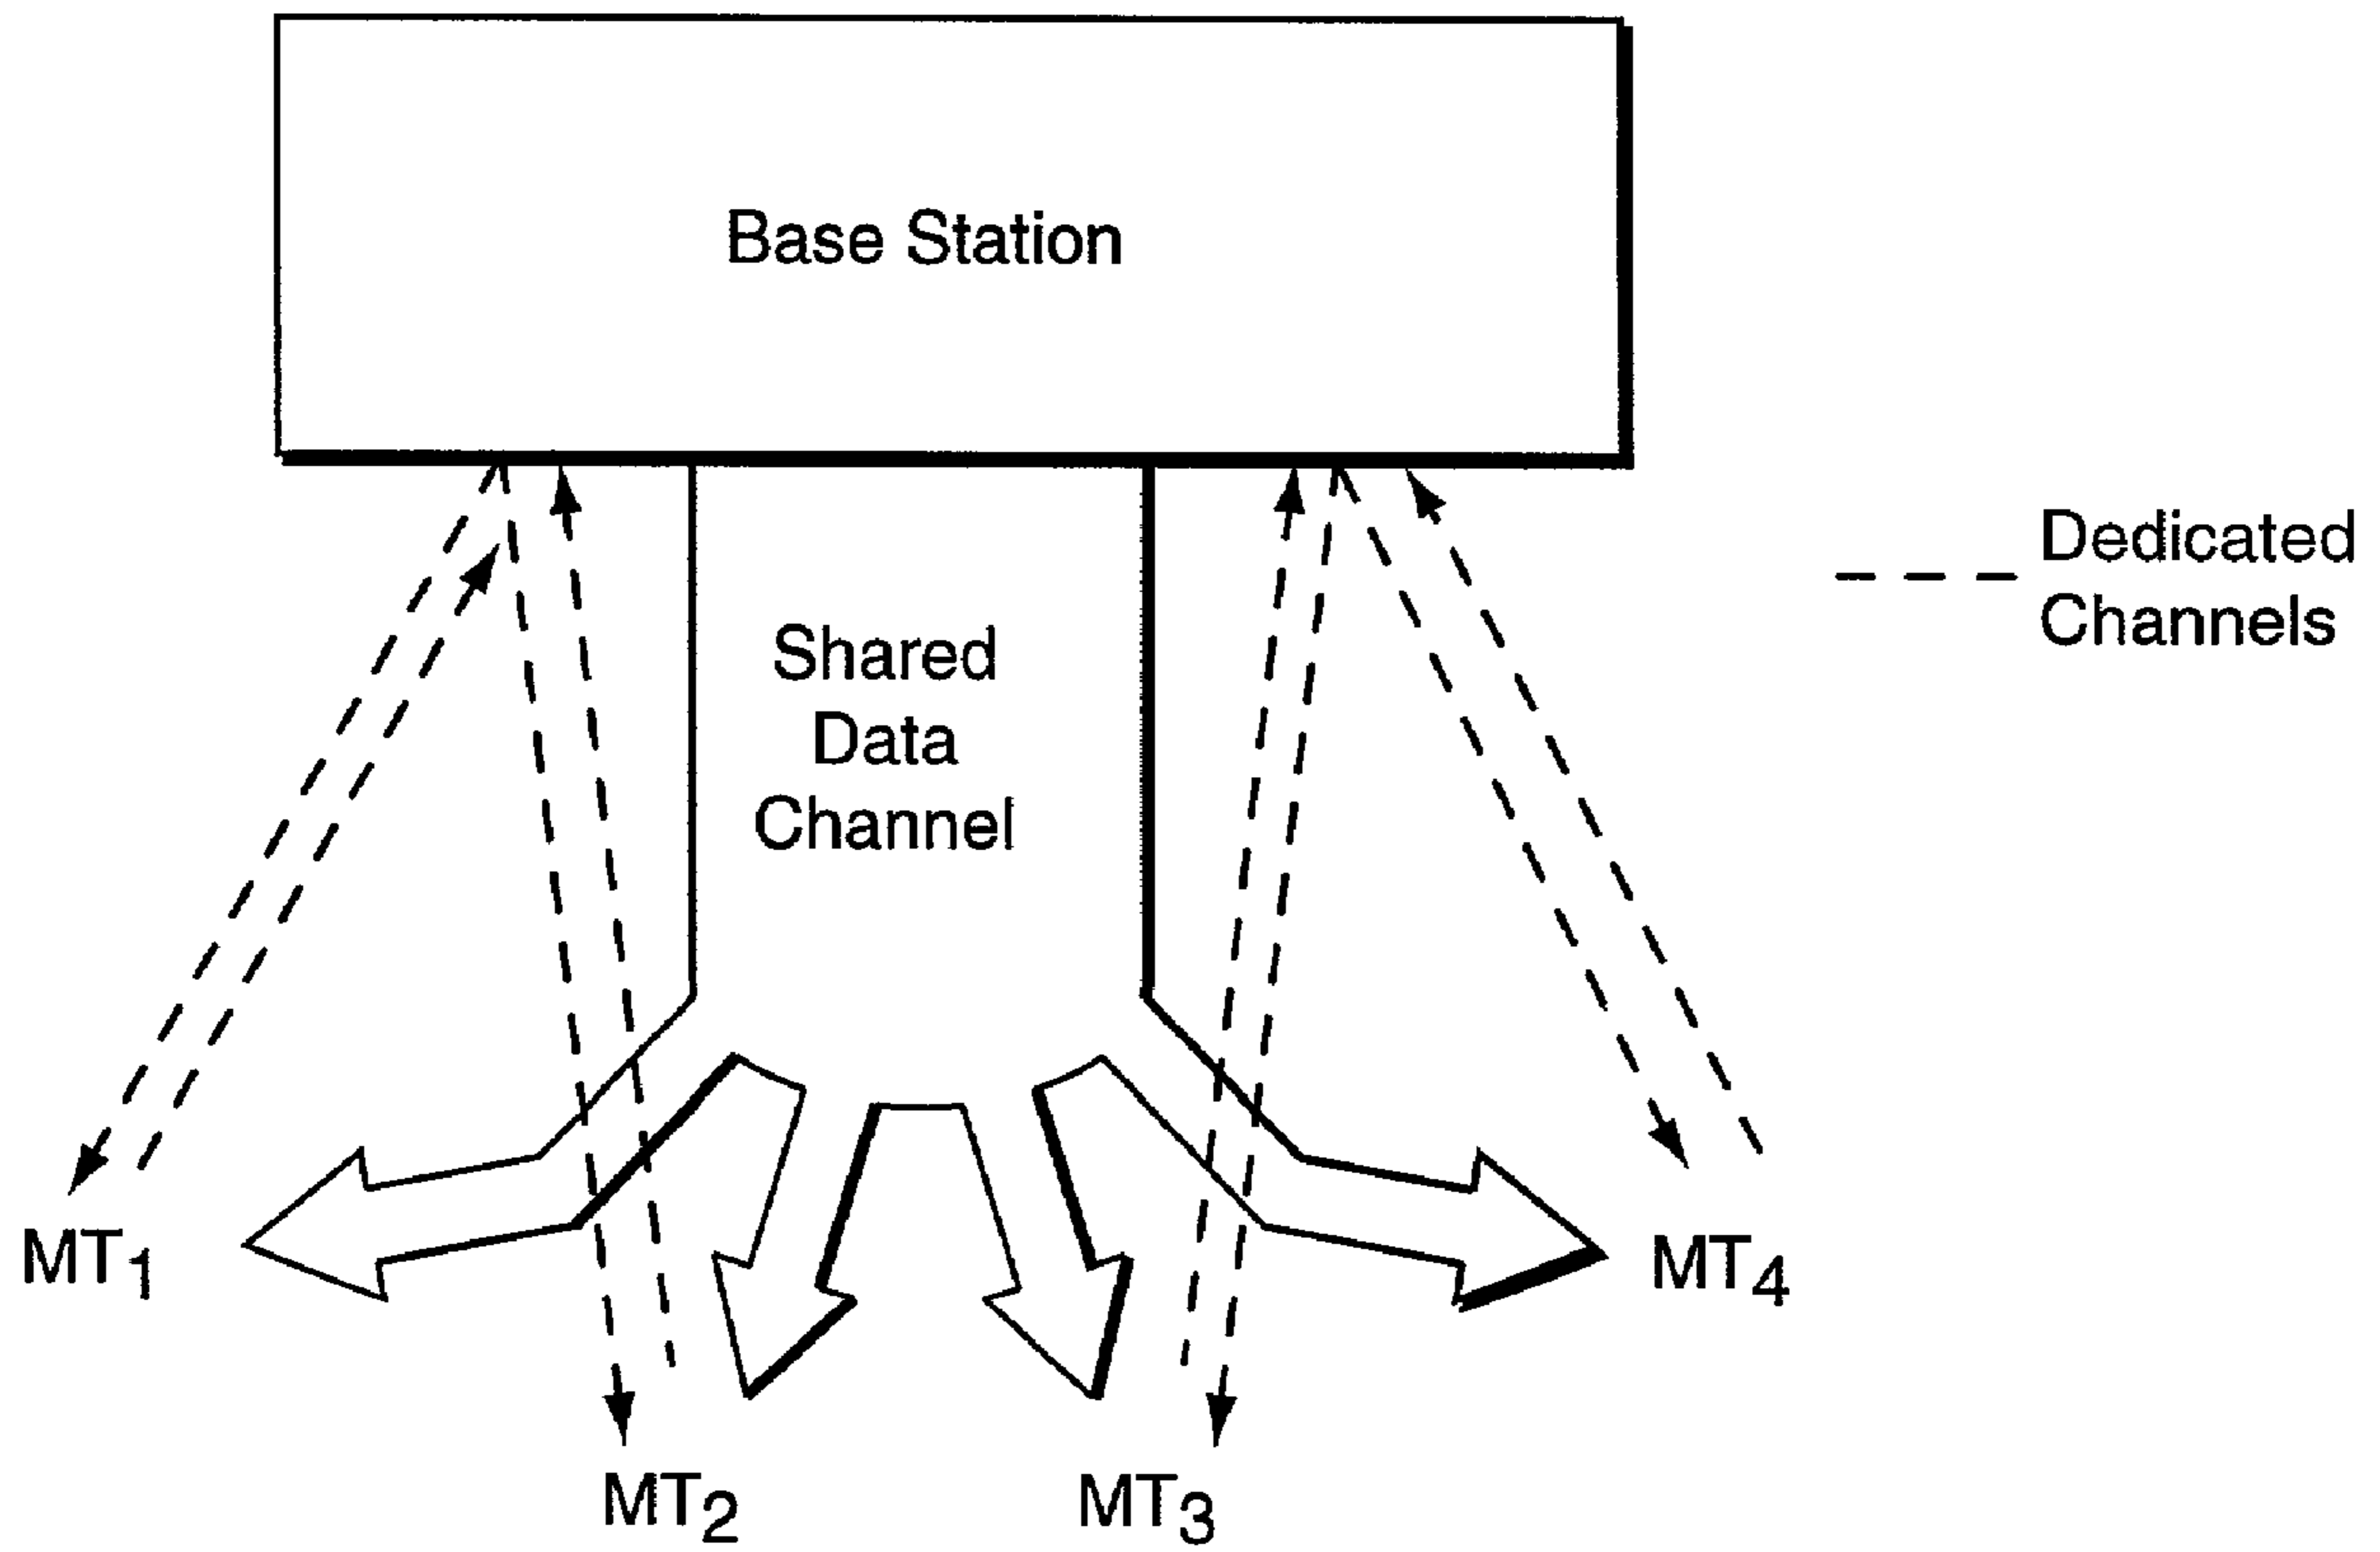 Base Station
Shared
Data
Channel
Dedicated
Channels
MT1
MT4
MT2
MT3